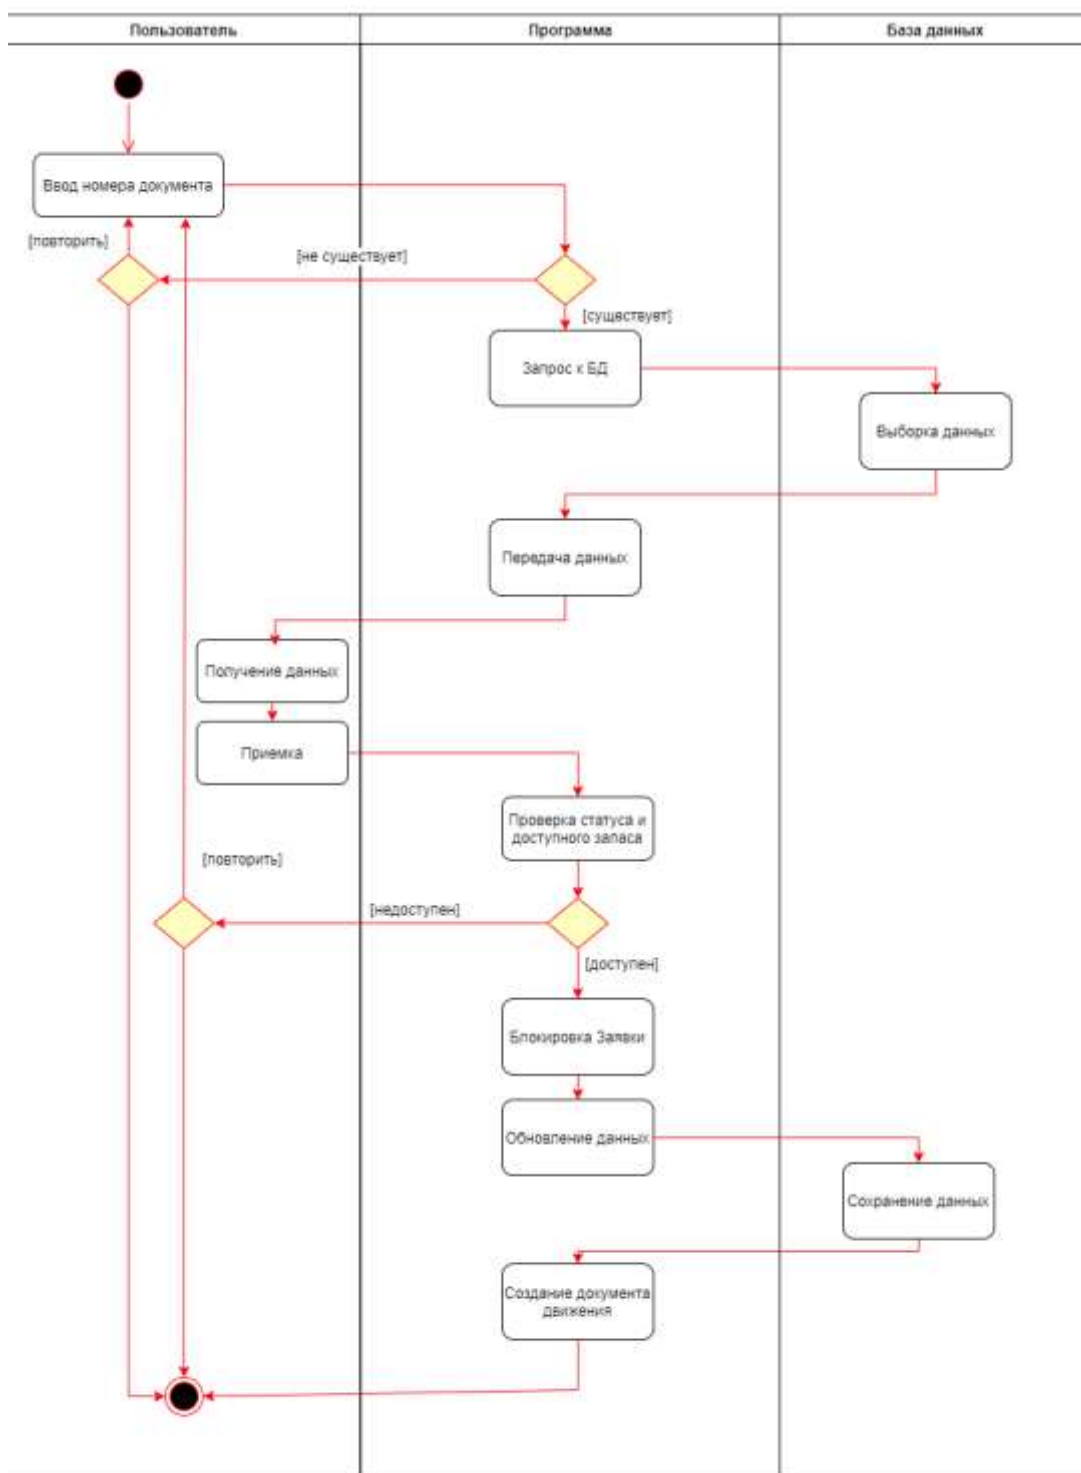 Пользователь
Программа
База данных
Ввод номера документа
[повторить]
[не существует]
[существует]
Запрос к БД
Выборка данных
Передача данных
Получение данных
Приемка
Проверка статуса и
доступного запаса
[повторить]
[недоступен]
[доступен]
Блокировка Заявки
Обновление данных
Сохранение данных
Создание документа
движения